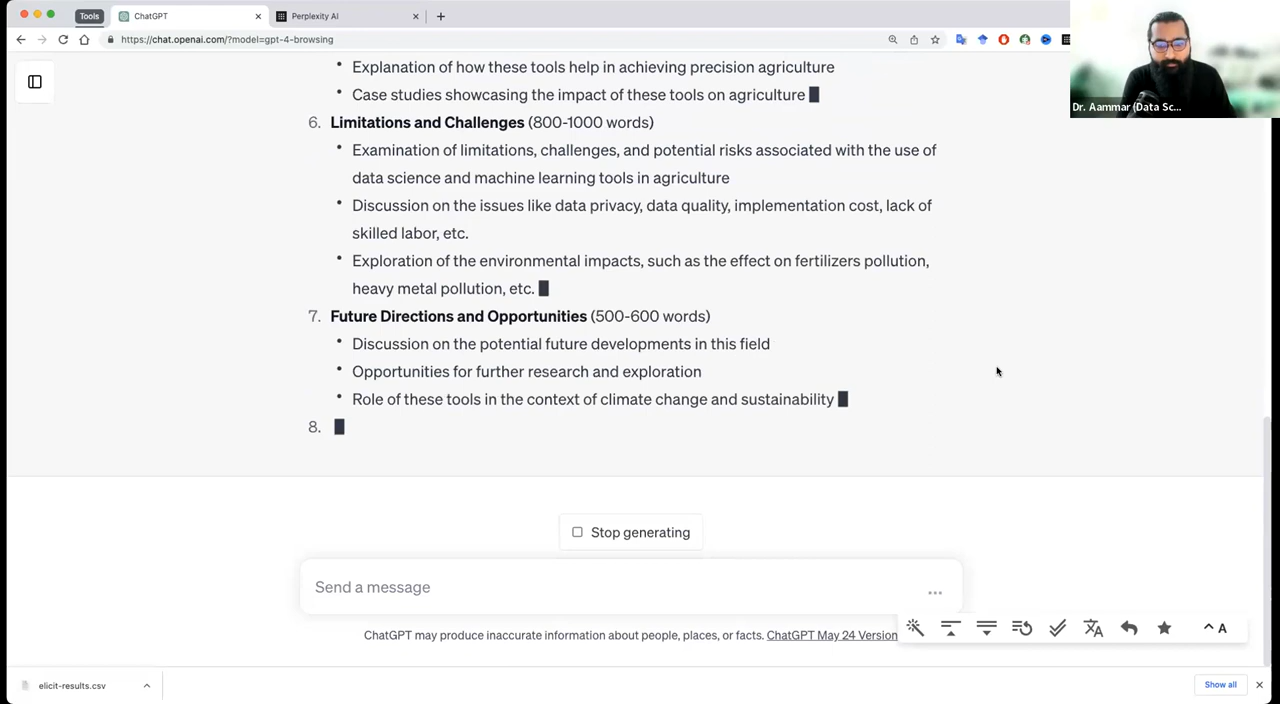 Tools
ChatGPT
Perplexity AI
https://chat.openai.com/?model=gpt-4-browsing
Dr. Aammar (Data Sc...
• Explanation of how these tools help in achieving precision agriculture
• Case studies showcasing the impact of these tools on agriculture
6. Limitations and Challenges (800-1000 words)
• Examination of limitations, challenges, and potential risks associated with the use of
data science and machine learning tools in agriculture
• Discussion on the issues like data privacy, data quality, implementation cost, lack of
skilled labor, etc.
• Exploration of the environmental impacts, such as the effect on fertilizers pollution,
heavy metal pollution, etc.
7. Future Directions and Opportunities (500-600 words)
• Discussion on the potential future developments in this field
• Opportunities for further research and exploration
• Role of these tools in the context of climate change and sustainability
8.
Stop generating
Send a message
...
ChatGPT may produce inaccurate information about people, places, or facts. ChatGPT May 24 Version
A
elicit-results.csv
Show all